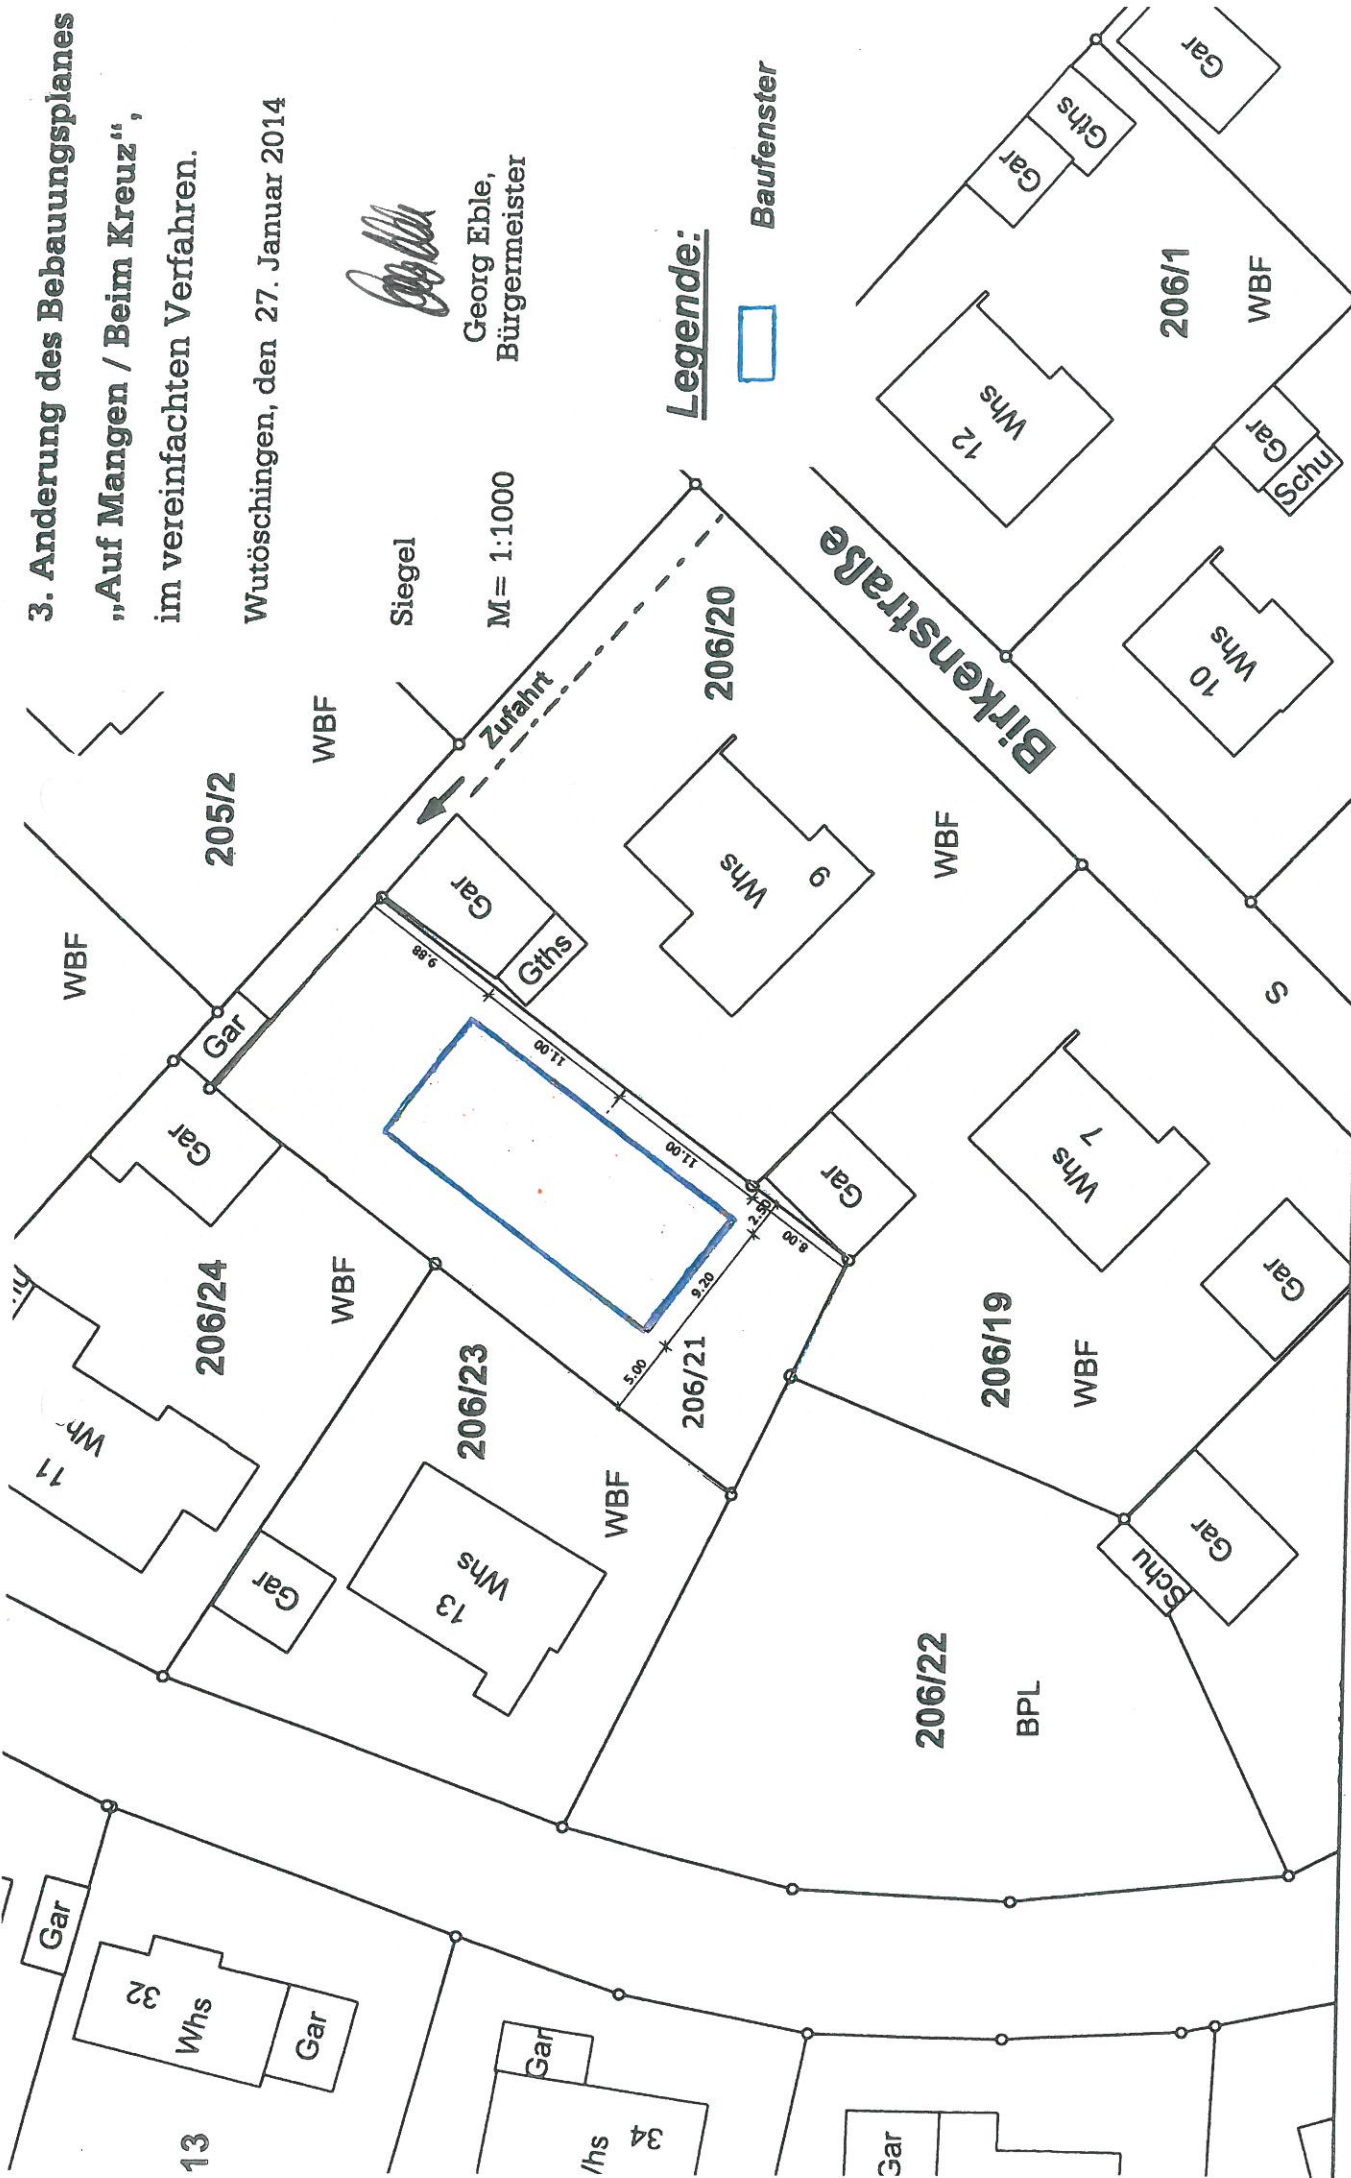 3. Änderung des Bebauungsplanes
„Auf Mangen / Beim Kreuz“,
im vereinfachten Verfahren.
Wutöschingen, den 27. Januar 2014
Georg Eble,
Bürgermeister
Siegel
M= 1:1000
Legende:
Baufenster
WBF
205/2
WBF
Gar
Gar
Zufahrt
206/20
Gar
Gths
9.88
11.00
11.00
2.50
8.00
9.20
5.00
206/21
Whs
9
WBF
Birkenstraße
S
Gar
Gths
Gar
12
Whs
206/1
WBF
Gar
Schu
10
Whs
206/24
WBF
11
Wh
206/23
WBF
Gar
13
Whs
Gar
Whs
7
206/19
WBF
Gar
Gar
Schu
206/22
BPL
Gar
32
Whs
Gar
13
Gar
34
hs
Gar